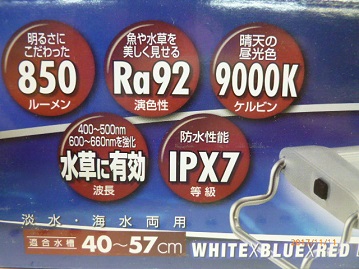 明るさに
こだわった
850
ルーメン
魚や水草を
美しく見せる
Ra92
演色性
晴天の
昼光色
9000K
ケルビン
400～500nm
600～660nmを強化
水草に有効
波長
防水性能
IPX7
等級
淡水・海水両用
適合水槽 40～57cm
WHITE×BLUE×RED